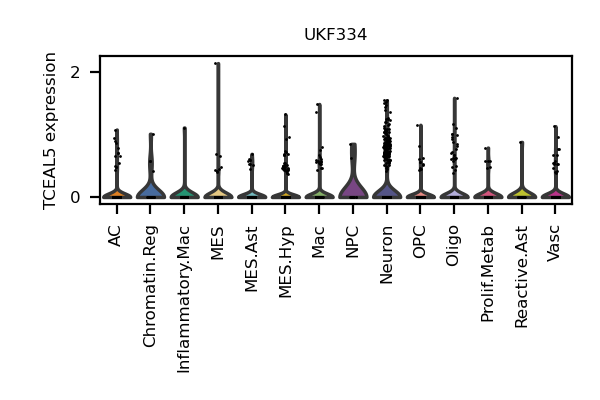 UKF334
TCEAL5 expression
2
0
AC
Chromatin.Reg
Inflammatory.Mac
MES
MES.Ast
MES.Hyp
Mac
NPC
Neuron
OPC
Oligo
Prolif.Metab
Reactive.Ast
Vasc